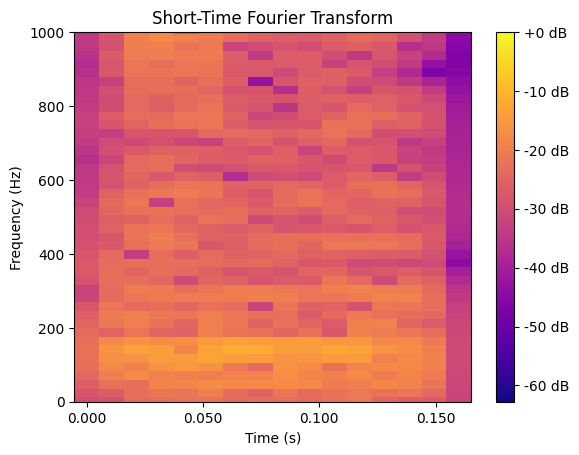 Short-Time Fourier Transform
Frequency (Hz)
1000
800
600
400
200
0
0.000
0.050
0.100
0.150
Time (s)
+0 dB
-10 dB
-20 dB
-30 dB
-40 dB
-50 dB
-60 dB